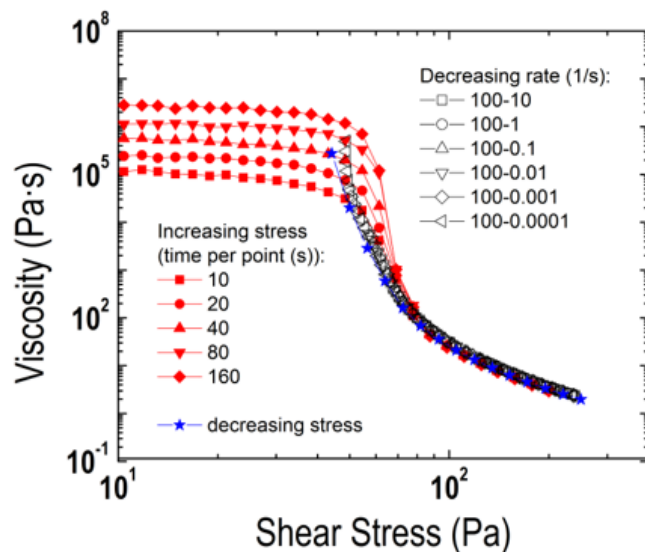 10^8
Decreasing rate (1/s):
100-10
100-1
100-0.1
100-0.01
100-0.001
100-0.0001
10^5
Viscosity (Pa·s)
Increasing stress
(time per point (s)):
10
20
40
80
160
10^2
decreasing stress
10^-1
10^1
10^2
Shear Stress (Pa)